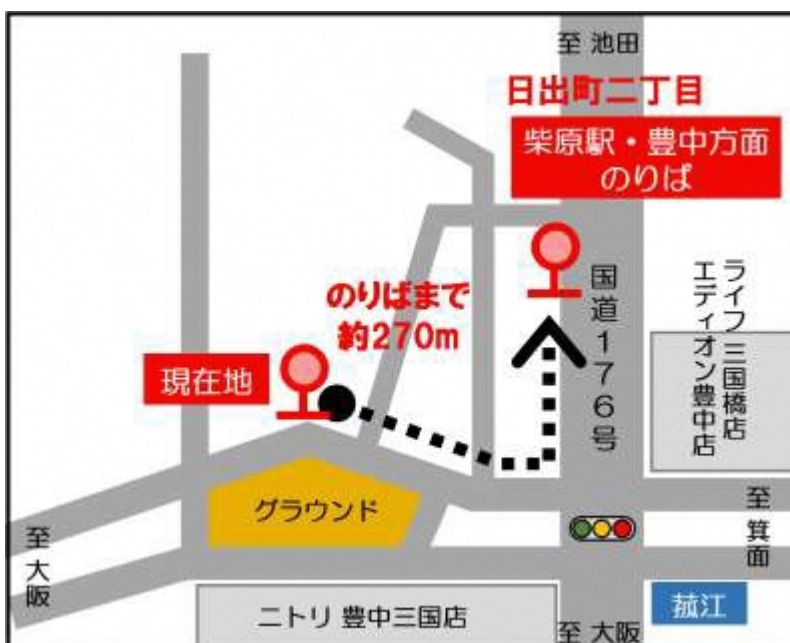 至 池田
日出町二丁目
柴原駅・豊中方面
のりば
のりばまで
約270m
国道176号
ライフ 三国橋店
エディオン豊中店
現在地
グラウンド
至 箕面
至 大阪
ニトリ 豊中三国店
至 大阪
菰江